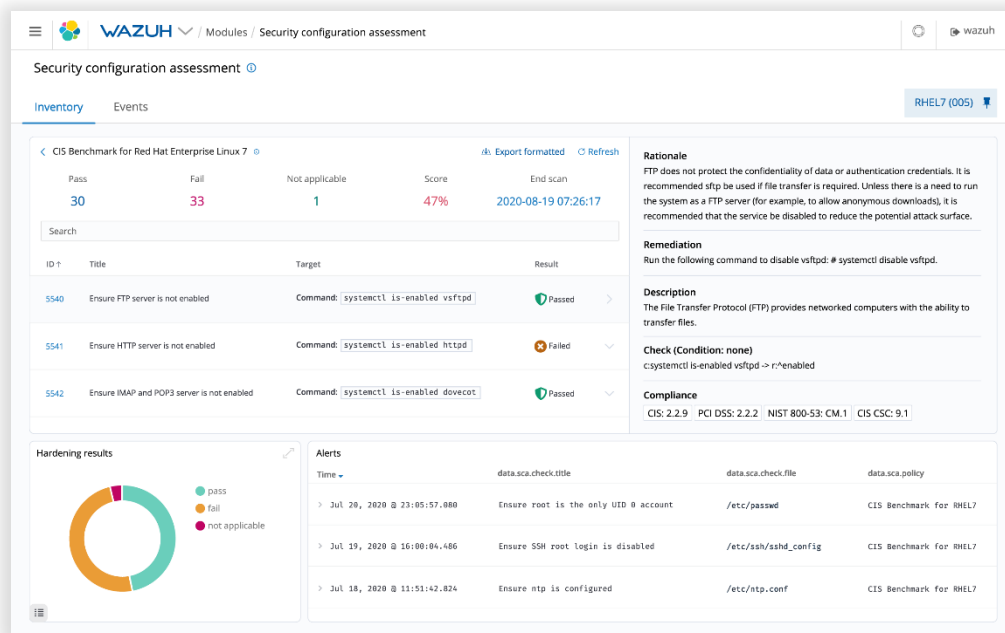 WAZUH / Modules / Security configuration assessment
wazuh
Security configuration assessment
Inventory Events
RHEL7 (005)
CIS Benchmark for Red Hat Enterprise Linux 7
Export formatted Refresh
Pass Fail Not applicable Score End scan
30 33 1 47% 2020-08-19 07:26:17
Search
ID Title Target Result
5540 Ensure FTP server is not enabled Command: systemctl is-enabled vsftpd Passed
5541 Ensure HTTP server is not enabled Command: systemctl is-enabled httpd Failed
5542 Ensure IMAP and POP3 server is not enabled Command: systemctl is-enabled dovecot Passed
Rationale
FTP does not protect the confidentiality of data or authentication credentials. It is
recommended sftp be used if file transfer is required. Unless there is a need to run
the system as a FTP server (for example, to allow anonymous downloads), it is
recommended that the service be disabled to reduce the potential attack surface.
Remediation
Run the following command to disable vsftpd: # systemctl disable vsftpd.
Description
The File Transfer Protocol (FTP) provides networked computers with the ability to
transfer files.
Check (Condition: none)
c:systemctl is-enabled vsftpd -> r:^enabled
Compliance
CIS: 2.2.9 PCI DSS: 2.2.2 NIST 800-53: CM.1 CIS CSC: 9.1
Hardening results
pass
fail
not applicable
Alerts
Time data.sca.check.title data.sca.check.file data.sca.policy
Jul 20, 2020 @ 23:05:57.080 Ensure root is the only UID 0 account /etc/passwd CIS Benchmark for RHEL7
Jul 19, 2020 @ 16:00:04.486 Ensure SSH root login is disabled /etc/ssh/sshd_config CIS Benchmark for RHEL7
Jul 18, 2020 @ 11:51:42.824 Ensure ntp is configured /etc/ntp.conf CIS Benchmark for RHEL7